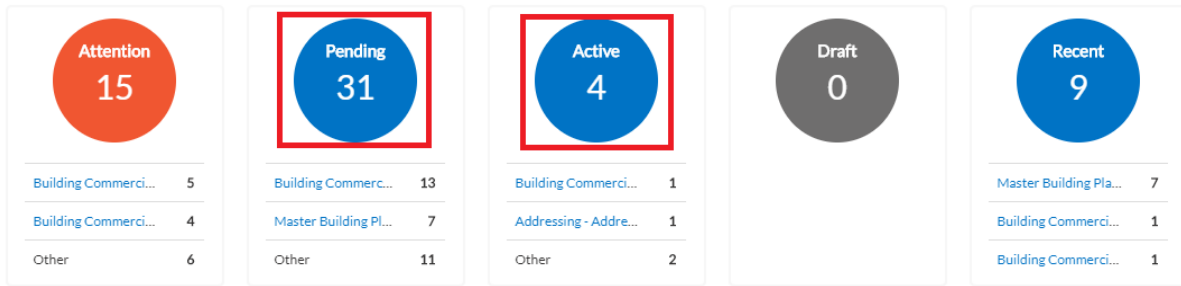 Attention
15
Building Commerci... 5
Building Commerci... 4
Other 6
Pending
31
Building Commerc... 13
Master Building Pl... 7
Other 11
Active
4
Building Commerci... 1
Addressing - Addre... 1
Other 2
Draft
0
Recent
9
Master Building Pla... 7
Building Commerci... 1
Building Commerci... 1